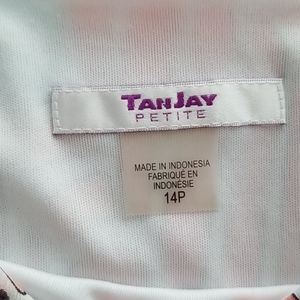 TANJAY
PETITE
MADE IN INDONESIA
FABRIQUÉ EN
INDONÉSIE
14P